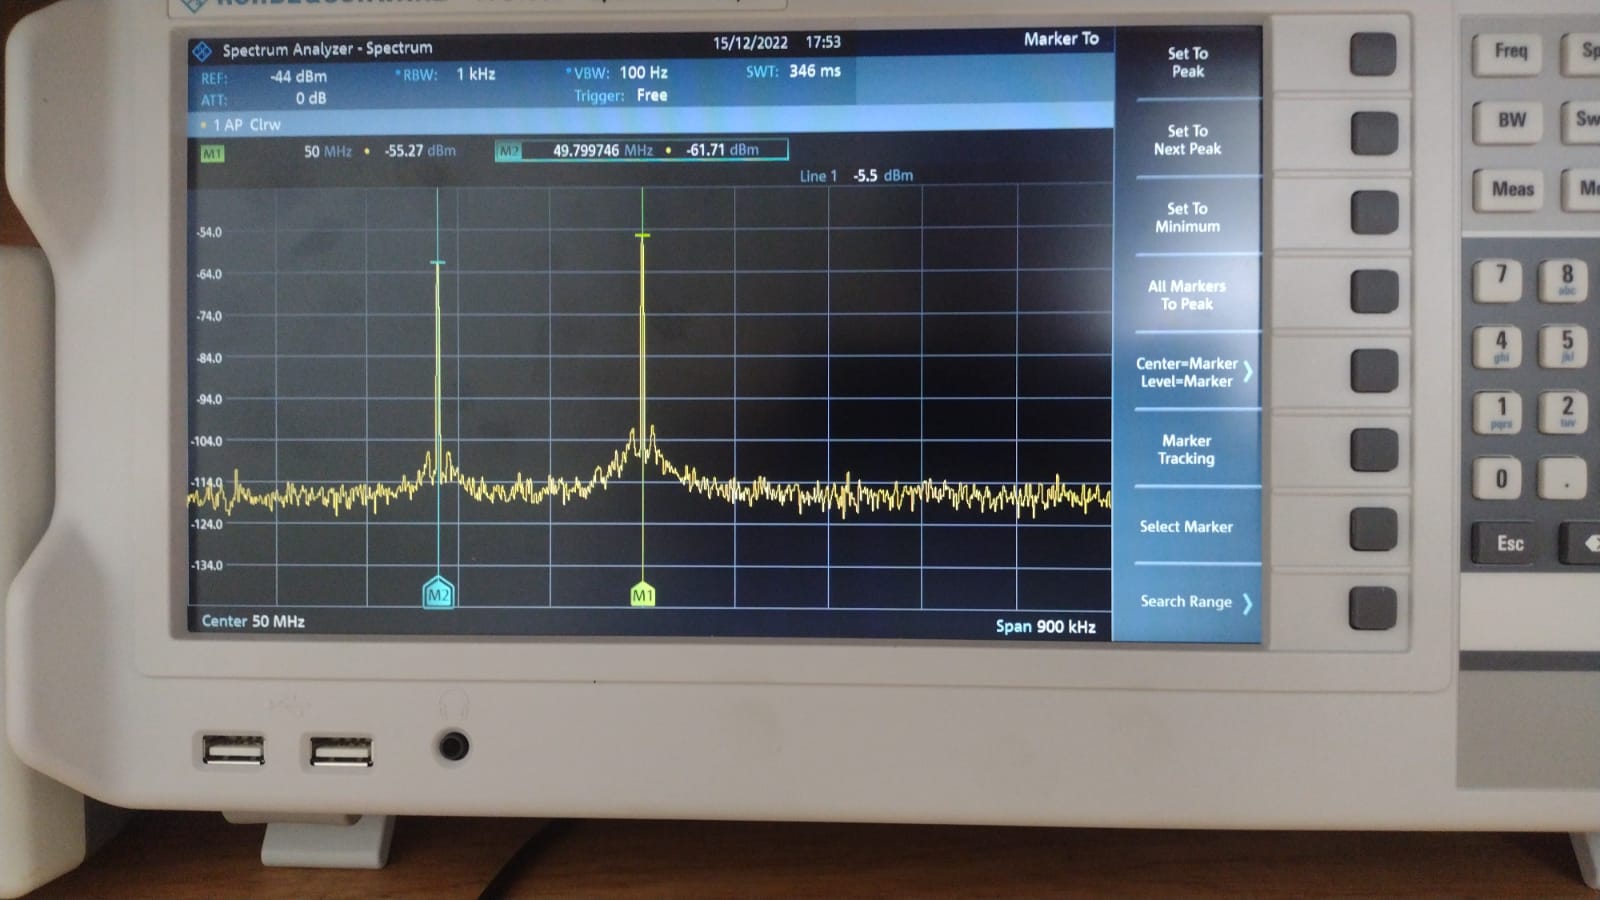 Spectrum Analyzer - Spectrum 15/12/2022 17:53 Marker To
REF: -44 dBm *RBW: 1 kHz *VBW: 100 Hz SWT: 346 ms
ATT: 0 dB Trigger: Free
1 AP Clrw
M1 50 MHz • -55.27 dBm M2 49.799746 MHz • -61.71 dBm
Line 1 -5.5 dBm
-54.0
-64.0
-74.0
-84.0
-94.0
-104.0
-114.0
-124.0
-134.0
M2 M1
Center 50 MHz Span 900 kHz
Set To
Peak
Set To
Next Peak
Set To
Minimum
All Markers
To Peak
Center=Marker
Level=Marker
Marker
Tracking
Select Marker
Search Range
Freq
BW
Meas
7 8
abc
4 5
ghi jkl
1 2
pqrs tuv
0 .
Esc